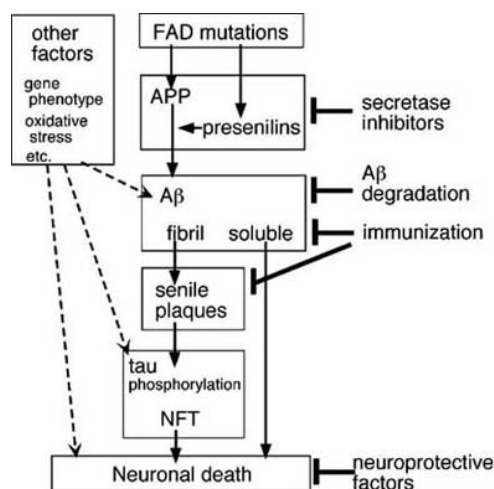 other
factors
gene
phenotype
oxidative
stress
etc.
FAD mutations
APP
presenilins
secretase
inhibitors
Aβ
fibril soluble
Aβ
degradation
immunization
senile
plaques
tau
phosphorylation
NFT
Neuronal death
neuroprotective
factors